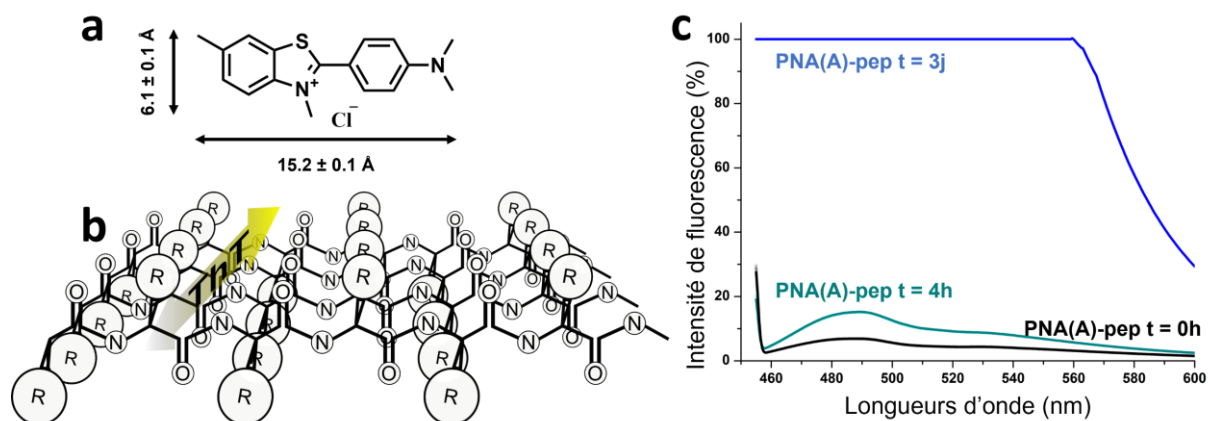 a
6.1 ± 0.1 Å
S
N
N
+
Cl⁻
15.2 ± 0.1 Å
b
R
O
N
ThT
c
Intensité de fluorescence (%)
100
80
60
40
20
0
PNA(A)-pep t = 3j
PNA(A)-pep t = 4h
PNA(A)-pep t = 0h
460 480 500 520 540 560 580 600
Longueurs d'onde (nm)